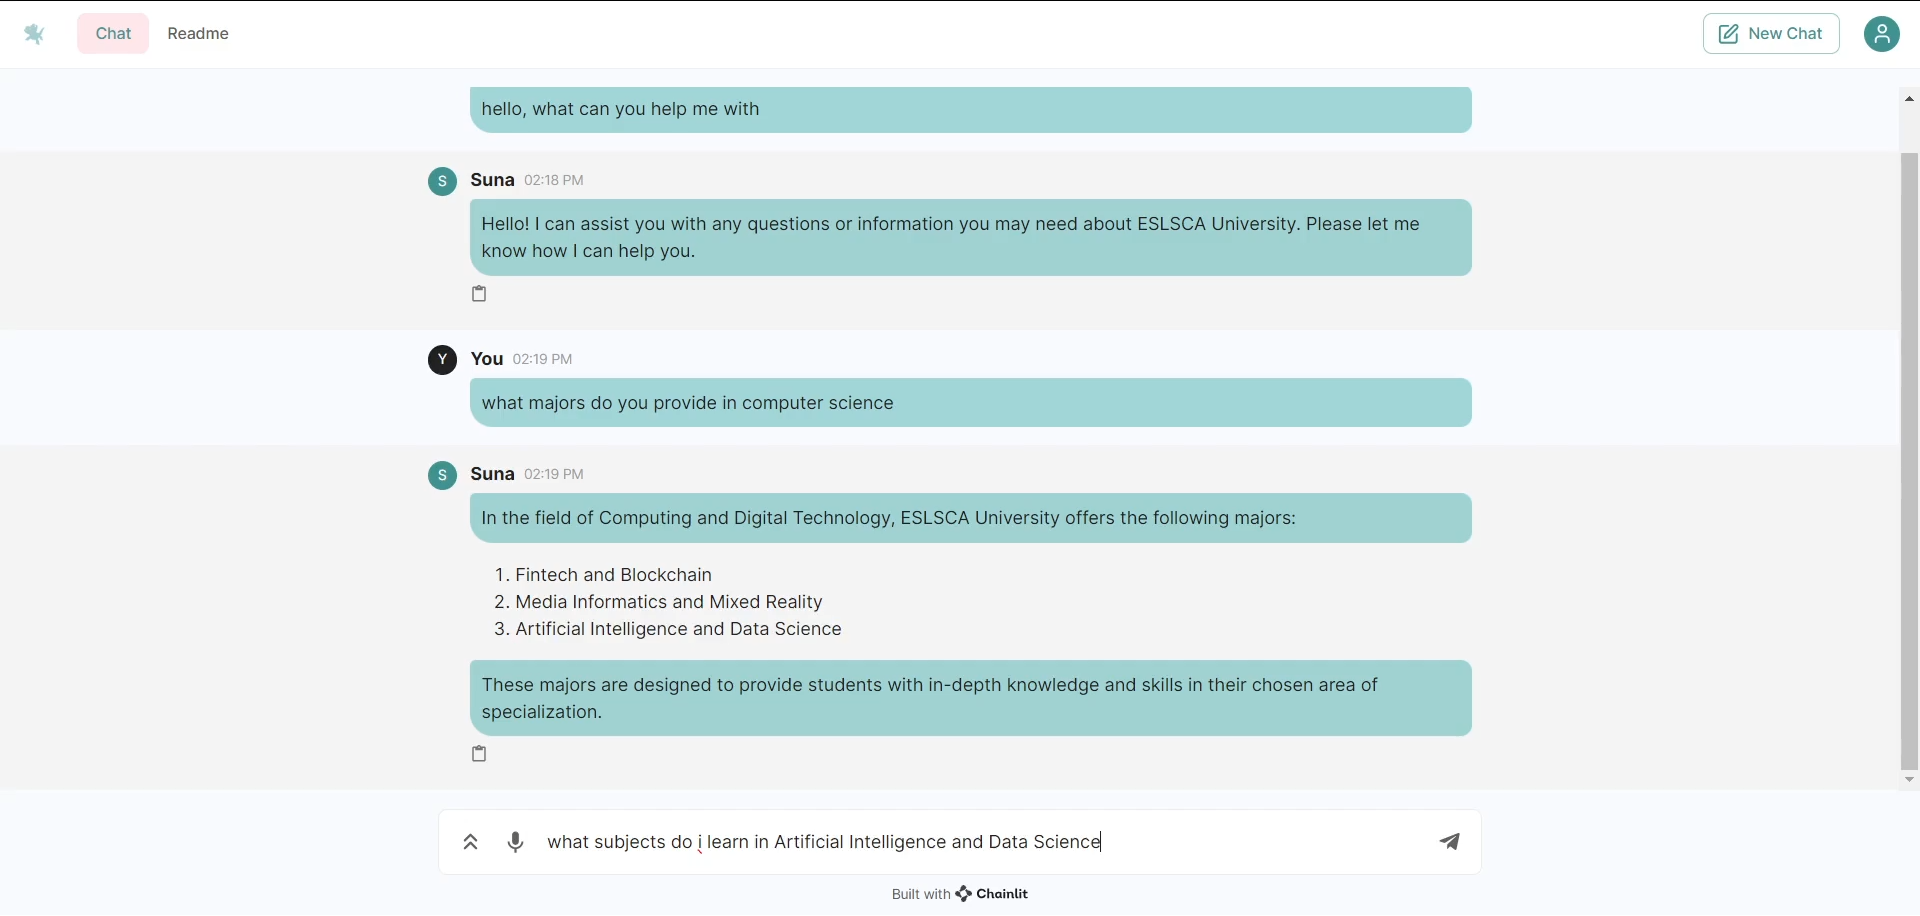 Chat Readme New Chat
hello, what can you help me with
S Suna 02:18 PM
Hello! I can assist you with any questions or information you may need about ESLSCA University. Please let me
know how I can help you.
Y You 02:19 PM
what majors do you provide in computer science
S Suna 02:19 PM
In the field of Computing and Digital Technology, ESLSCA University offers the following majors:
1. Fintech and Blockchain
2. Media Informatics and Mixed Reality
3. Artificial Intelligence and Data Science
These majors are designed to provide students with in-depth knowledge and skills in their chosen area of
specialization.
what subjects do i learn in Artificial Intelligence and Data Science
Built with Chainlit